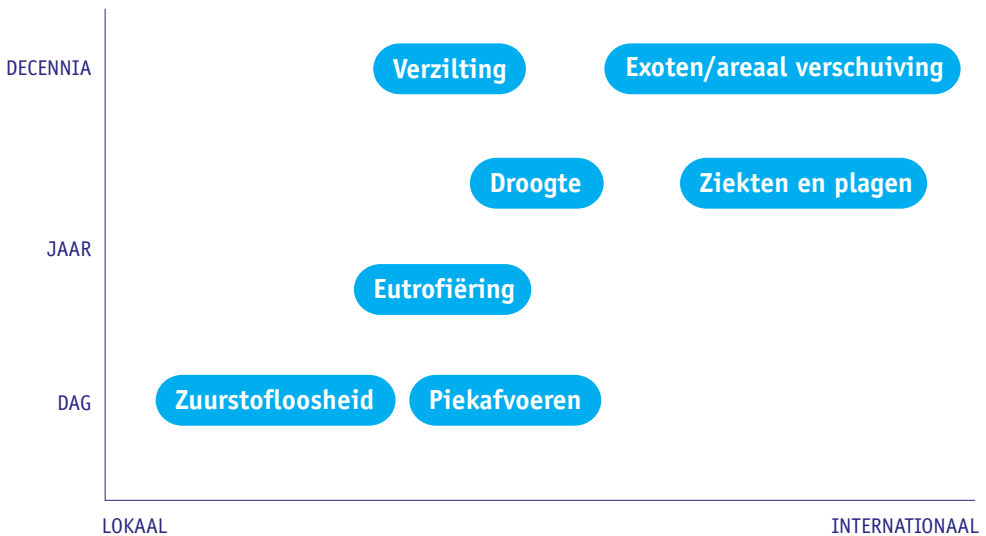 DECENNIA
Verzilting
Exoten/areaal verschuiving
Droogte
Ziekten en plagen
JAAR
Eutrofiëring
DAG
Zuurstofloosheid
Piekafvoeren
LOKAAL
INTERNATIONAAL